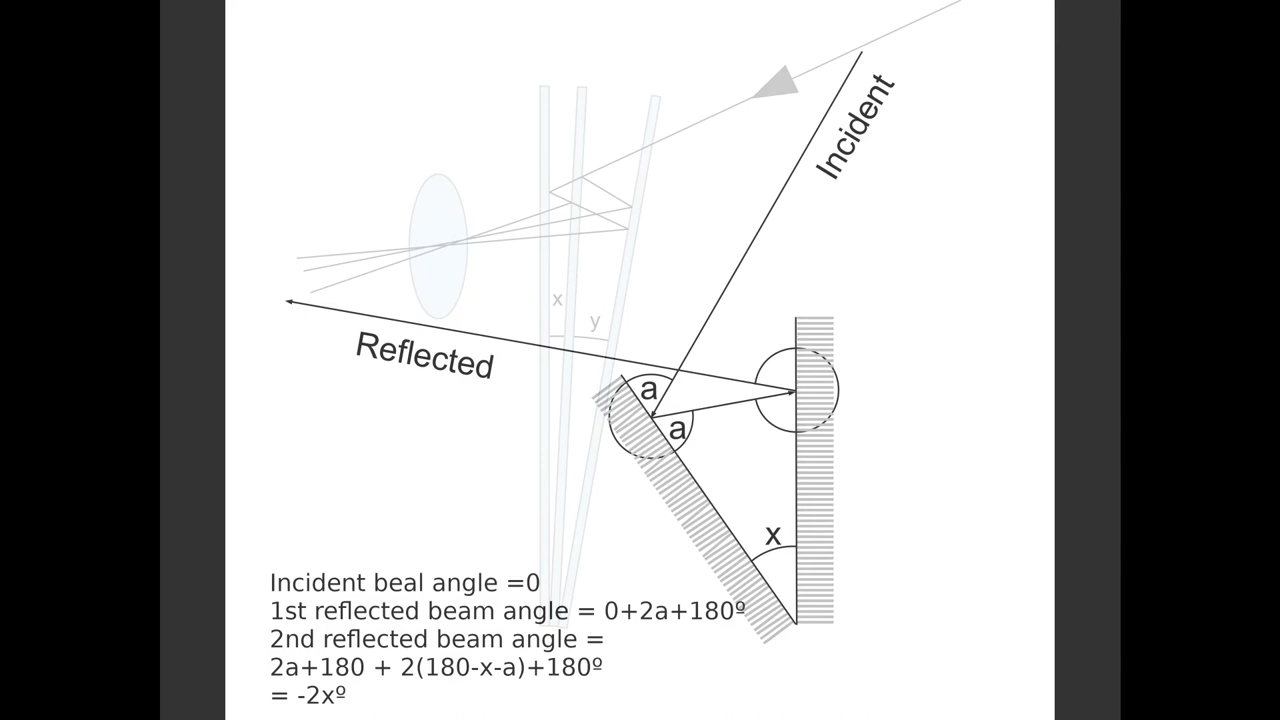 Incident
x
y
Reflected
a
a
x
Incident beal angle =0
1st reflected beam angle = 0+2a+180º
2nd reflected beam angle =
2a+180 + 2(180-x-a)+180º
= -2xº